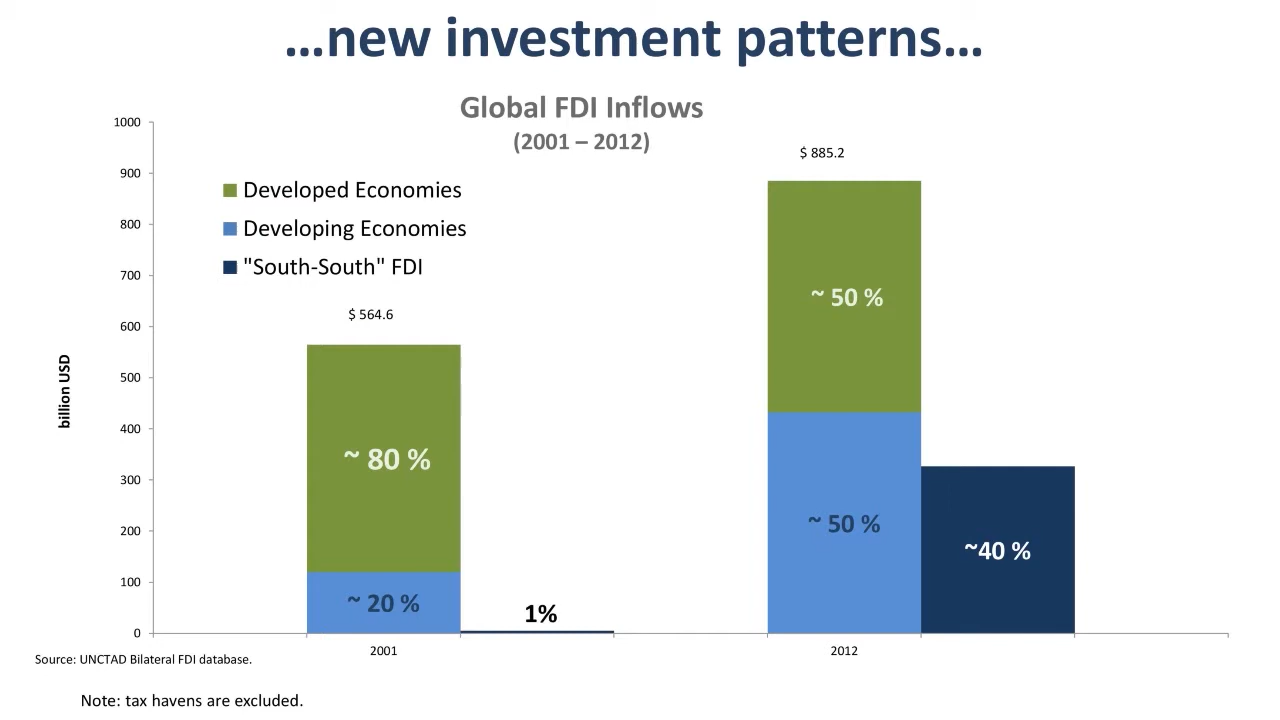 …new investment patterns…
Global FDI Inflows
(2001 – 2012)
1000
900
800
700
600
500
400
300
200
100
0
billion USD
Developed Economies
Developing Economies
"South-South" FDI
$ 564.6
~ 80 %
~ 20 %
1%
$ 885.2
~ 50 %
~ 50 %
~40 %
2001
2012
Source: UNCTAD Bilateral FDI database.
Note: tax havens are excluded.